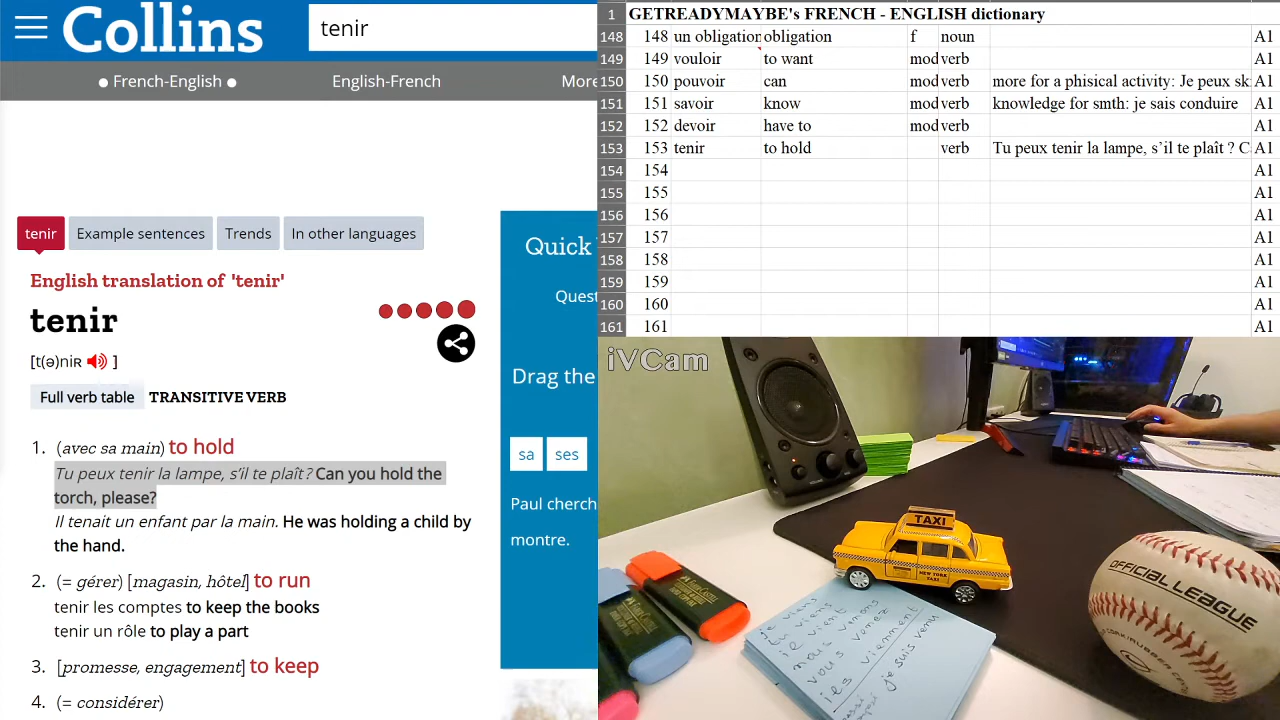 Collins
tenir
French-English
English-French
More
tenir
Example sentences
Trends
In other languages
English translation of 'tenir'
tenir
[t(ə)niʀ ]
Full verb table TRANSITIVE VERB
1. (avec sa main) to hold
Tu peux tenir la lampe, s’il te plaît ? Can you hold the
torch, please?
Il tenait un enfant par la main. He was holding a child by
the hand.
2. (= gérer) [magasin, hôtel] to run
tenir les comptes to keep the books
tenir un rôle to play a part
3. [promesse, engagement] to keep
4. (= considérer)
Quick
Quest
Drag the
sa ses
Paul cherch
montre.
1 GETREADYMAYBE's FRENCH - ENGLISH dictionary
148 148 un obligation obligation f noun A1
149 149 vouloir to want mod verb A1
150 150 pouvoir can mod verb more for a phisical activity: Je peux sk A1
151 151 savoir know mod verb knowledge for smth: je sais conduire A1
152 152 devoir have to mod verb A1
153 153 tenir to hold verb Tu peux tenir la lampe, s’il te plaît ? C A1
154 154 A1
155 155 A1
156 156 A1
157 157 A1
158 158 A1
159 159 A1
160 160 A1
161 161 A1
iVCam
TAXI
NEW YORK
TAXI
OFFICIAL LEAGUE
je viens
tu viens
il vient
nous venons
vous venez
ils viennent
je suis venu